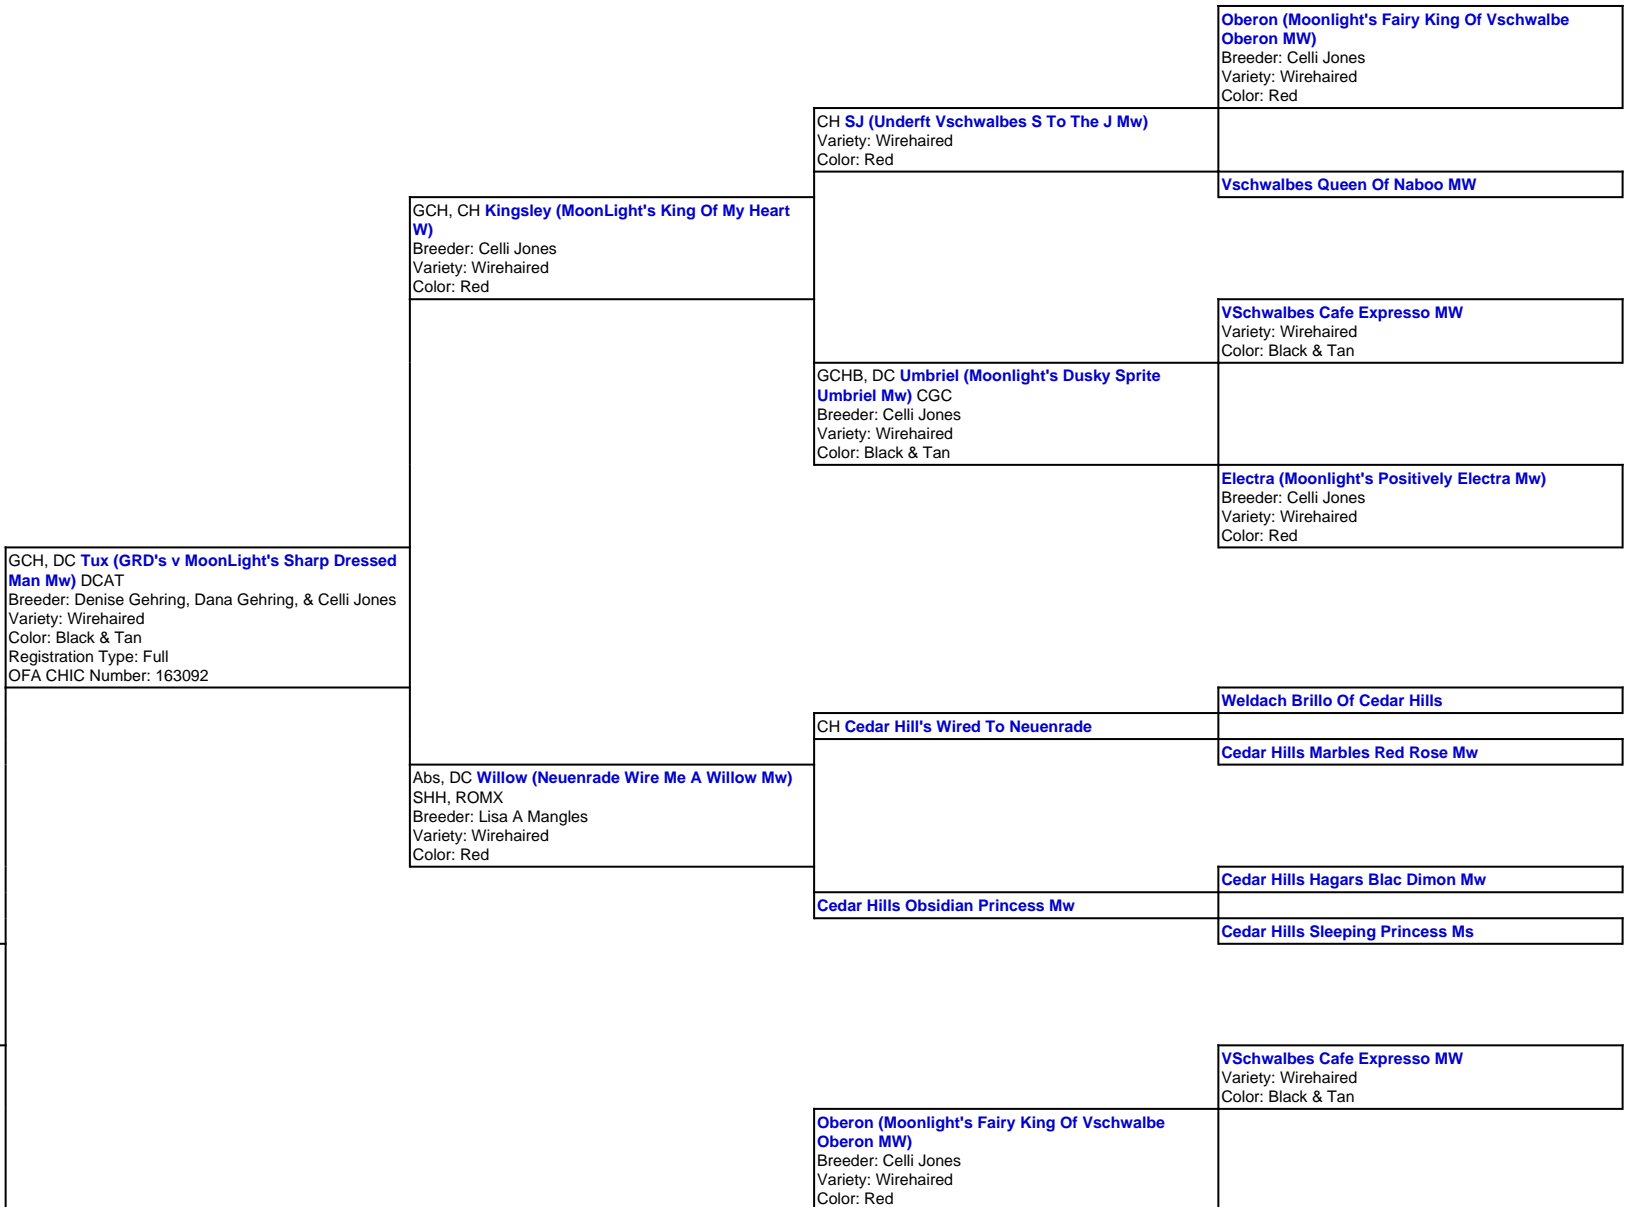 Oberon (Moonlight's Fairy King Of Vschwalbe
Oberon MW)
Breeder: Celli Jones
Variety: Wirehaired
Color: Red
CH SJ (Underft Vschwalbes S To The J Mw)
Variety: Wirehaired
Color: Red
Vschwalbes Queen Of Naboo MW
GCH, CH Kingsley (MoonLight's King Of My Heart
W)
Breeder: Celli Jones
Variety: Wirehaired
Color: Red
VSchwalbes Cafe Expresso MW
Variety: Wirehaired
Color: Black & Tan
GCHB, DC Umbriel (Moonlight's Dusky Sprite
Umbriel Mw) CGC
Breeder: Celli Jones
Variety: Wirehaired
Color: Black & Tan
Electra (Moonlight's Positively Electra Mw)
Breeder: Celli Jones
Variety: Wirehaired
Color: Red
GCH, DC Tux (GRD's v MoonLight's Sharp Dressed
Man Mw) DCAT
Breeder: Denise Gehring, Dana Gehring, & Celli Jones
Variety: Wirehaired
Color: Black & Tan
Registration Type: Full
OFA CHIC Number: 163092
Weldach Brillo Of Cedar Hills
CH Cedar Hill's Wired To Neuenrade
Cedar Hills Marbles Red Rose Mw
Abs, DC Willow (Neuenrade Wire Me A Willow Mw)
SHH, ROMX
Breeder: Lisa A Mangles
Variety: Wirehaired
Color: Red
Cedar Hills Hagars Blac Dimon Mw
Cedar Hills Obsidian Princess Mw
Cedar Hills Sleeping Princess Ms
VSchwalbes Cafe Expresso MW
Variety: Wirehaired
Color: Black & Tan
Oberon (Moonlight's Fairy King Of Vschwalbe
Oberon MW)
Breeder: Celli Jones
Variety: Wirehaired
Color: Red